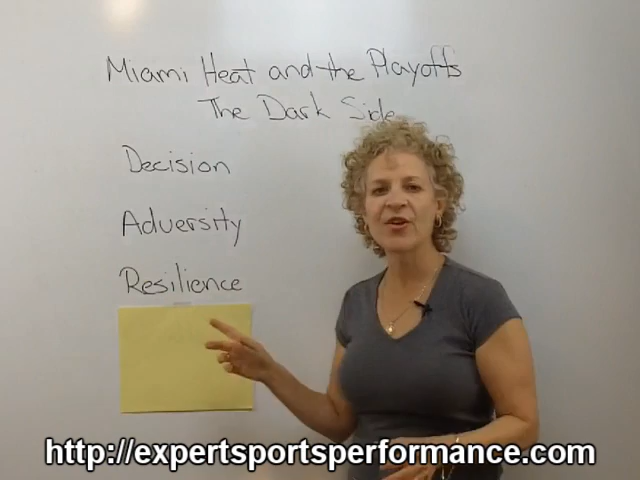 Miami Heat and the Playoffs
The Dark Side
Decision
Adversity
Resilience
http://expertsportsperformance.com